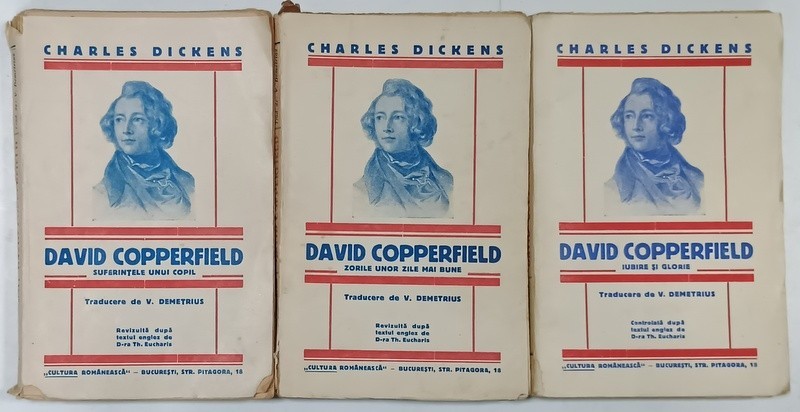 CHARLES DICKENS
DAVID COPPERFIELD
SUFERINȚELE UNUI COPIL
Traducere de V. DEMETRIUS
Revizuită după
textul englez de
D-ra Th. Eucharis
„CULTURA ROMÂNEASCĂ" – BUCUREȘTI, STR. PITAGORA, 18
CHARLES DICKENS
DAVID COPPERFIELD
ZORILE UNOR ZILE MAI BUNE
Traducere de V. DEMETRIUS
Revizuită după
textul englez de
D-ra Th. Eucharis
„CULTURA ROMÂNEASCĂ" – BUCUREȘTI, STR. PITAGORA, 18
CHARLES DICKENS
DAVID COPPERFIELD
IUBIRE ȘI GLORIE
Traducere de V. DEMETRIUS
Controlată după
textul englez de
D-ra Th. Eucharis
„CULTURA ROMÂNEASCĂ" – BUCUREȘTI, STR. PITAGORA, 18